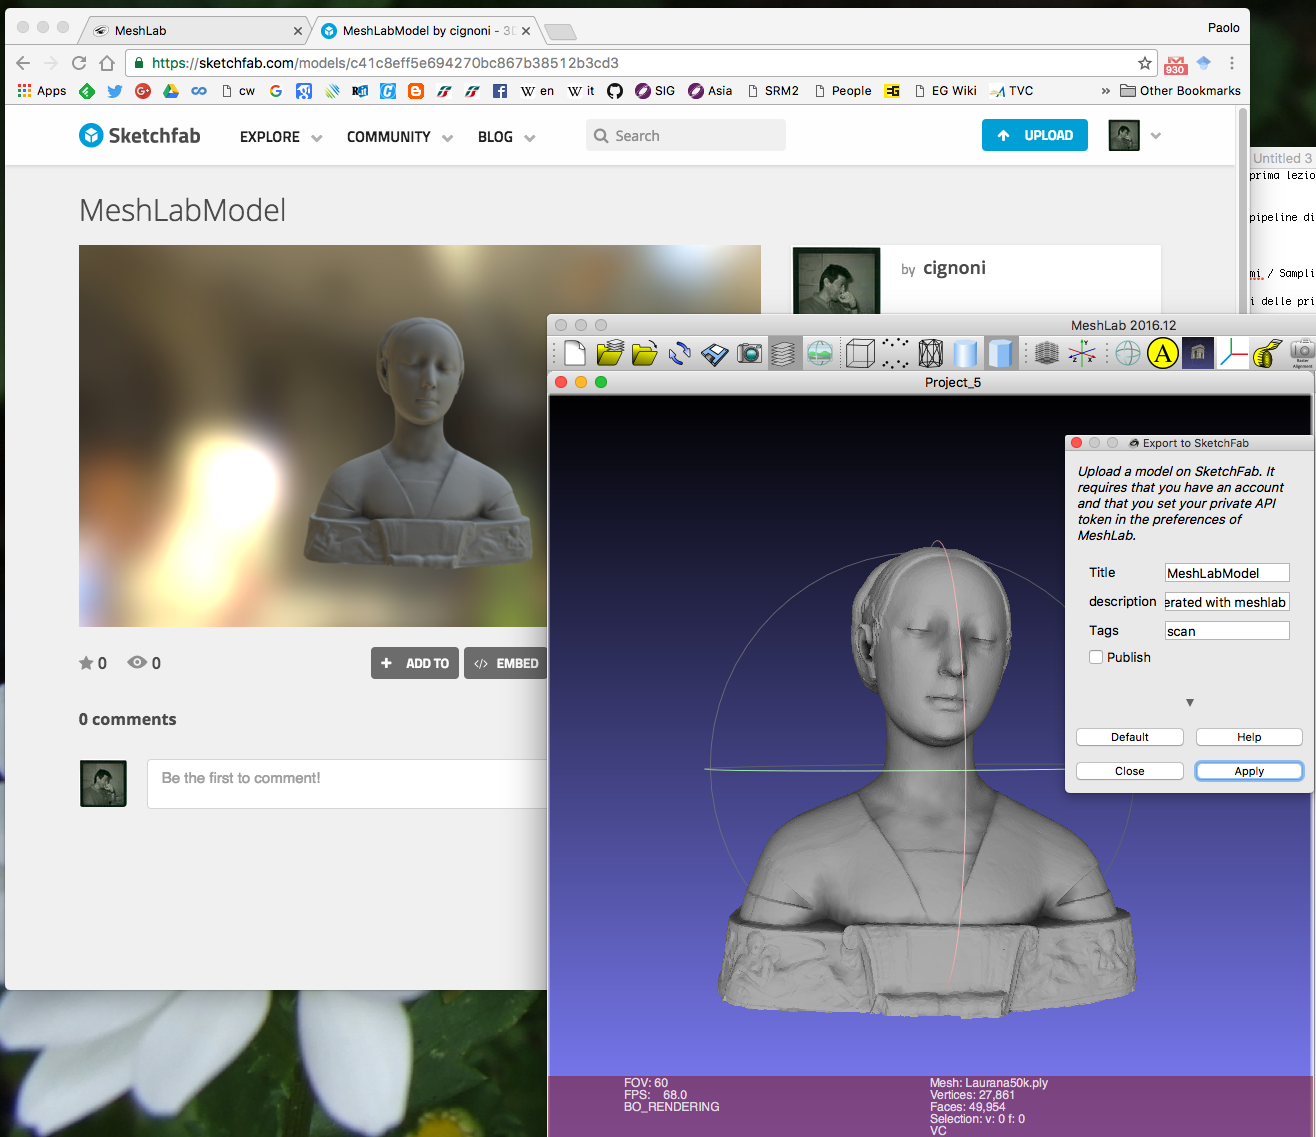 MeshLab
MeshLabModel by cignoni - 3D
Paolo
https://sketchfab.com/models/c41c8eff5e694270bc867b38512b3cd3
930
Apps
cw
en
it
SIG
Asia
SRM2
People
EG Wiki
TVC
»
Other Bookmarks
Sketchfab
EXPLORE
COMMUNITY
BLOG
Search
UPLOAD
Untitled 3
prima lezio
pipeline di
mi / Sampli
i delle pri
MeshLabModel
by cignoni
0
0
+ ADD TO
</> EMBED
0 comments
Be the first to comment!
MeshLab 2016.12
A
Project_5
Export to SketchFab
Upload a model on SketchFab. It
requires that you have an account
and that you set your private API
token in the preferences of
MeshLab.
Title MeshLabModel
description erated with meshlab
Tags scan
Publish
Default
Help
Close
Apply
FOV: 60
FPS: 68.0
BO_RENDERING
Mesh: Laurana50k.ply
Vertices: 27,861
Faces: 49,954
Selection: v: 0 f: 0
VC